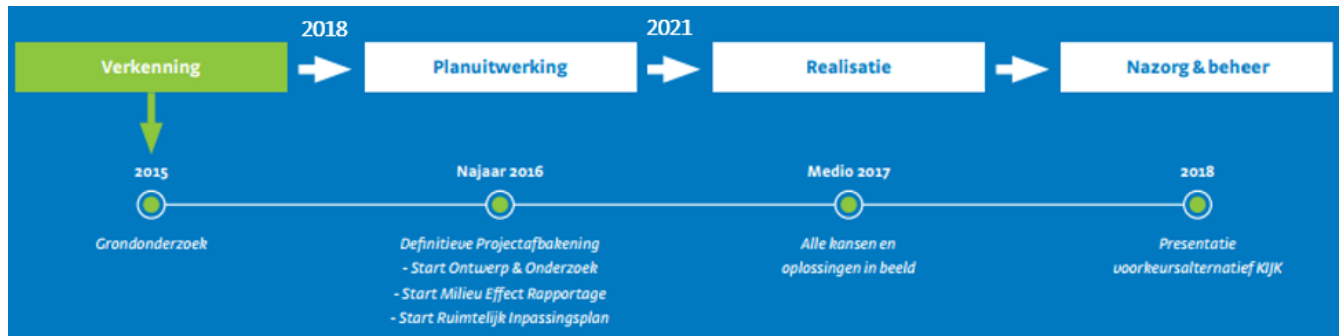 2018
2021
Verkenning
Planuitwerking
Realisatie
Nazorg & beheer
2015
Najaar 2016
Medio 2017
2018
Grondonderzoek
Definitieve Projectafbakening
- Start Ontwerp & Onderzoek
- Start Milieu Effect Rapportage
- Start Ruimtelijk Inpassingsplan
Alle kansen en
oplossingen in beeld
Presentatie
voorkeursalternatief KIJK